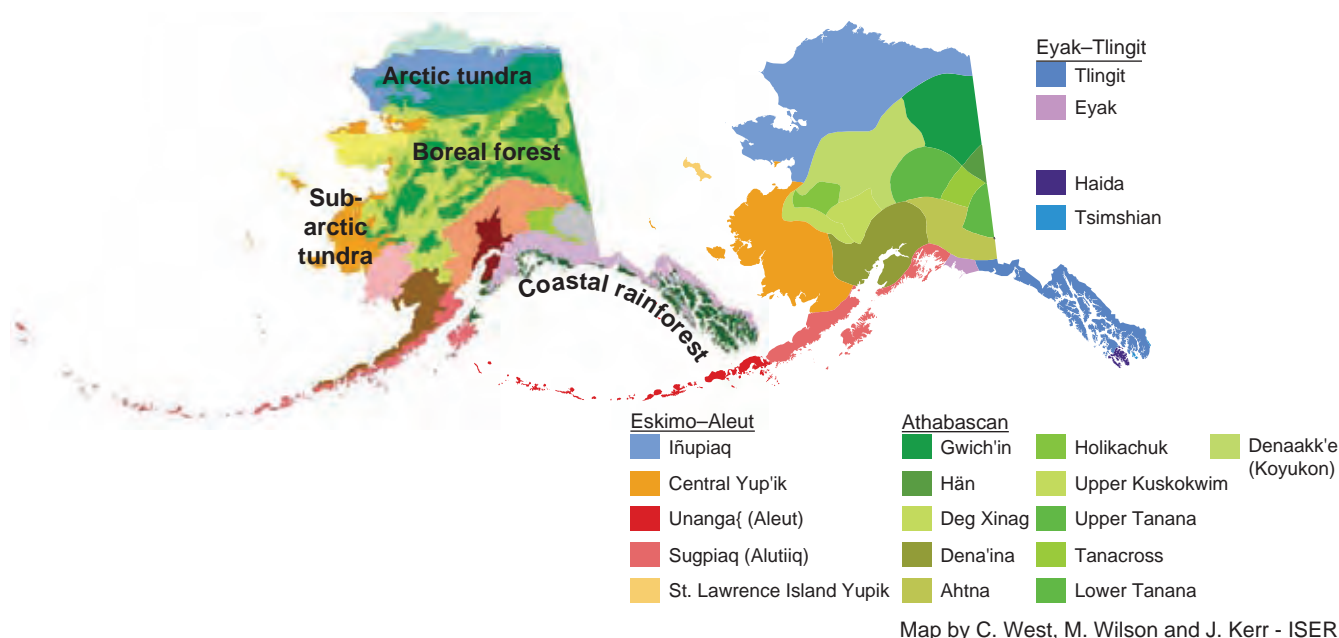 Arctic tundra
Boreal forest
Sub-
arctic
tundra
Coastal rainforest
Eyak–Tlingit
Tlingit
Eyak
Haida
Tsimshian
Eskimo–Aleut
Iñupiaq
Central Yup'ik
Unanga{ (Aleut)
Sugpiaq (Alutiiq)
St. Lawrence Island Yupik
Athabascan
Gwich'in
Hän
Deg Xinag
Dena'ina
Ahtna
Holikachuk
Upper Kuskokwim
Upper Tanana
Tanacross
Lower Tanana
Denaakk'e
(Koyukon)
Map by C. West, M. Wilson and J. Kerr - ISER